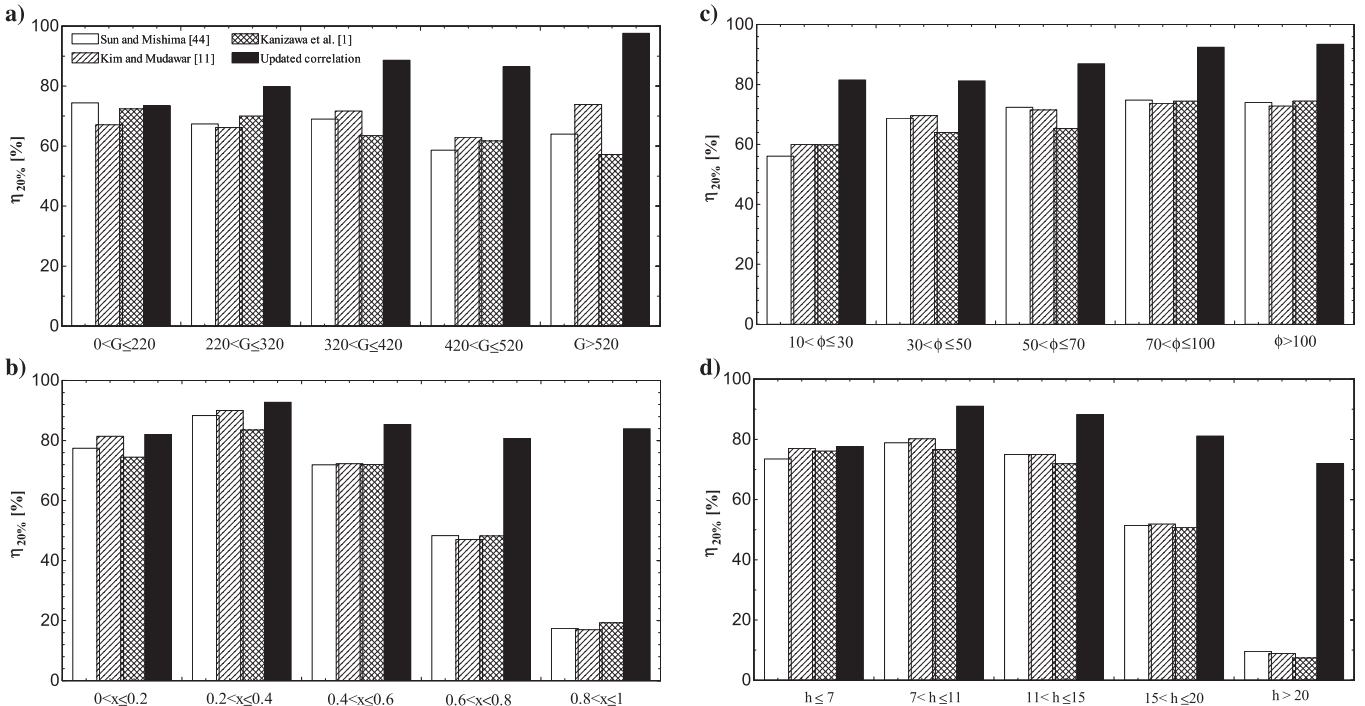 a)
100
80
60
40
20
0
η20% [%]
Sun and Mishima [44]
Kim and Mudawar [11]
Kanizawa et al. [1]
Updated correlation
0<G≤220
220<G≤320
320<G≤420
420<G≤520
G>520
b)
100
80
60
40
20
0
η20% [%]
0<x≤0.2
0.2<x≤0.4
0.4<x≤0.6
0.6<x<0.8
0.8<x≤1
c)
100
80
60
40
20
0
η20% [%]
10< ϕ≤30
30< ϕ≤50
50< ϕ≤70
70< ϕ≤100
ϕ>100
d)
100
80
60
40
20
0
η20% [%]
h ≤ 7
7< h ≤11
11< h ≤15
15< h ≤20
h > 20